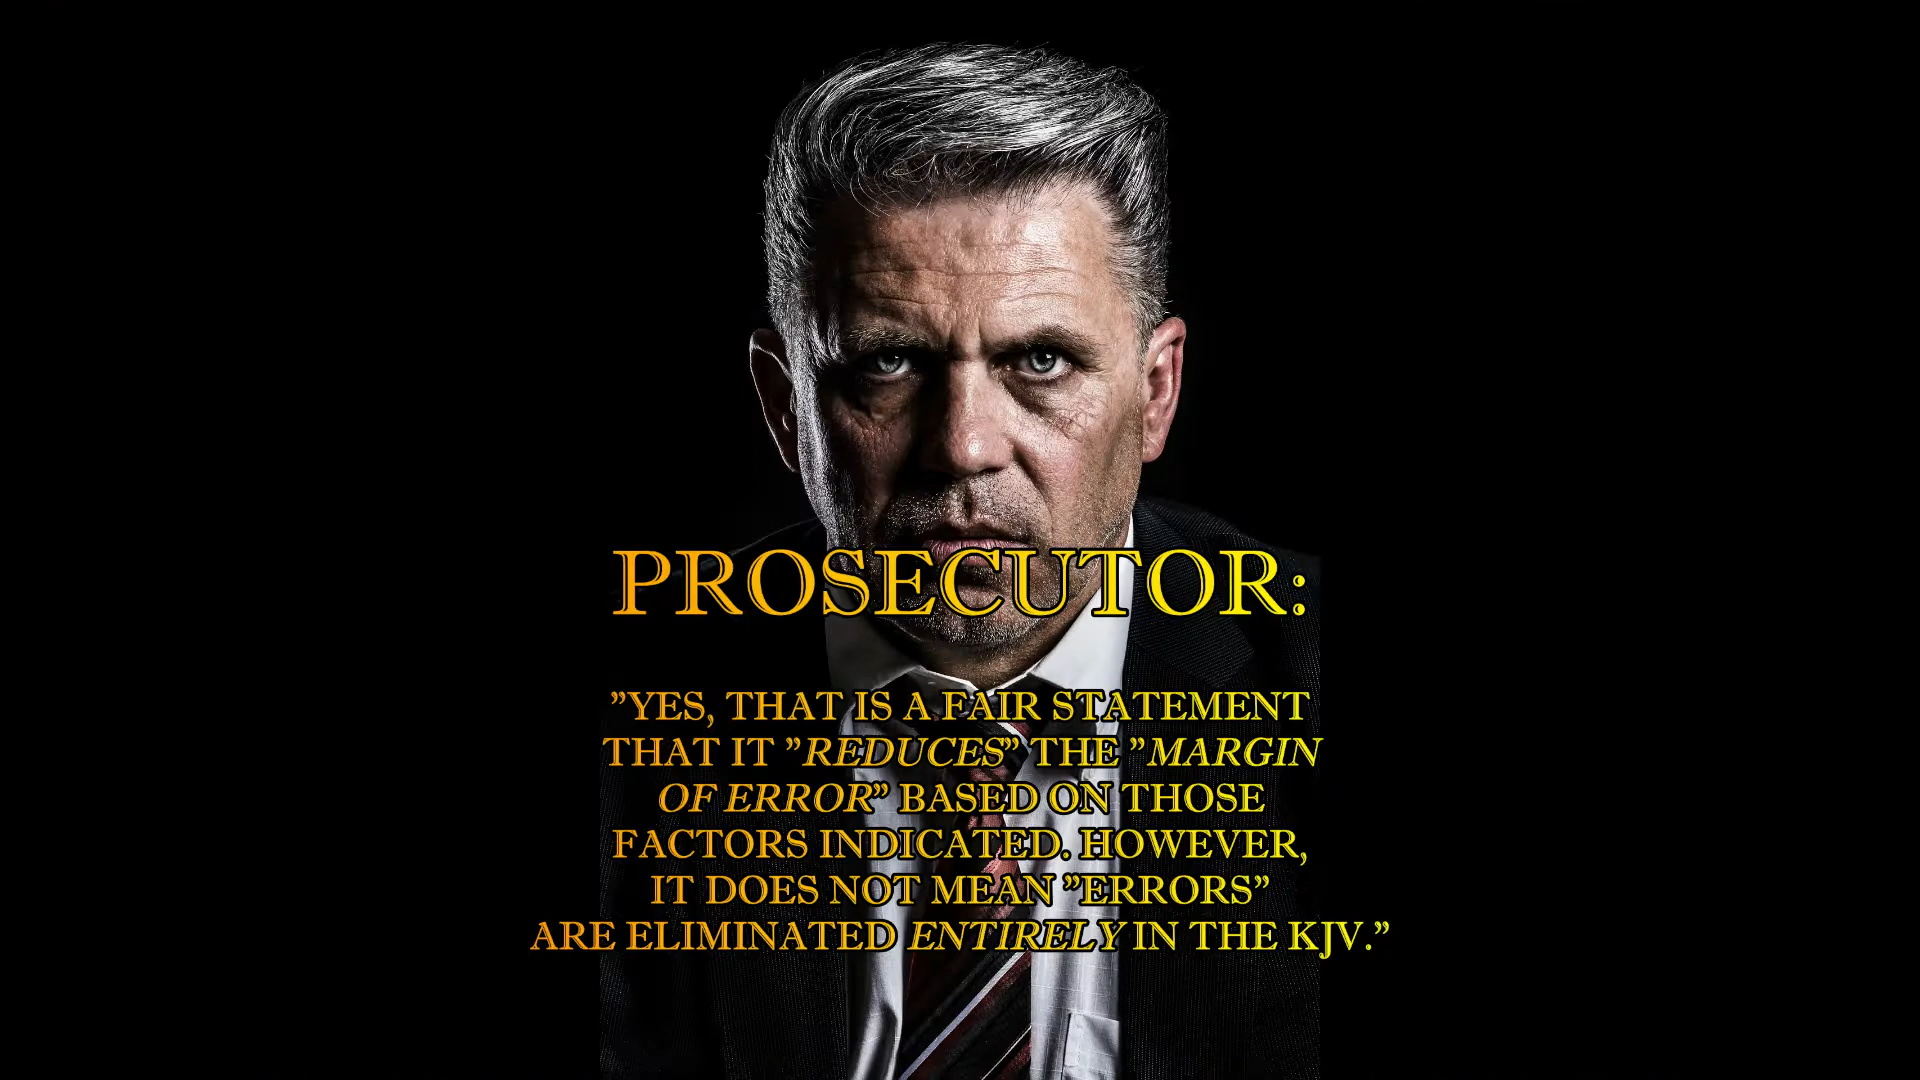 PROSECUTOR:
”YES, THAT IS A FAIR STATEMENT
THAT IT ”REDUCES” THE ”MARGIN
OF ERROR” BASED ON THOSE
FACTORS INDICATED. HOWEVER,
IT DOES NOT MEAN ”ERRORS”
ARE ELIMINATED ENTIRELY IN THE KJV.”